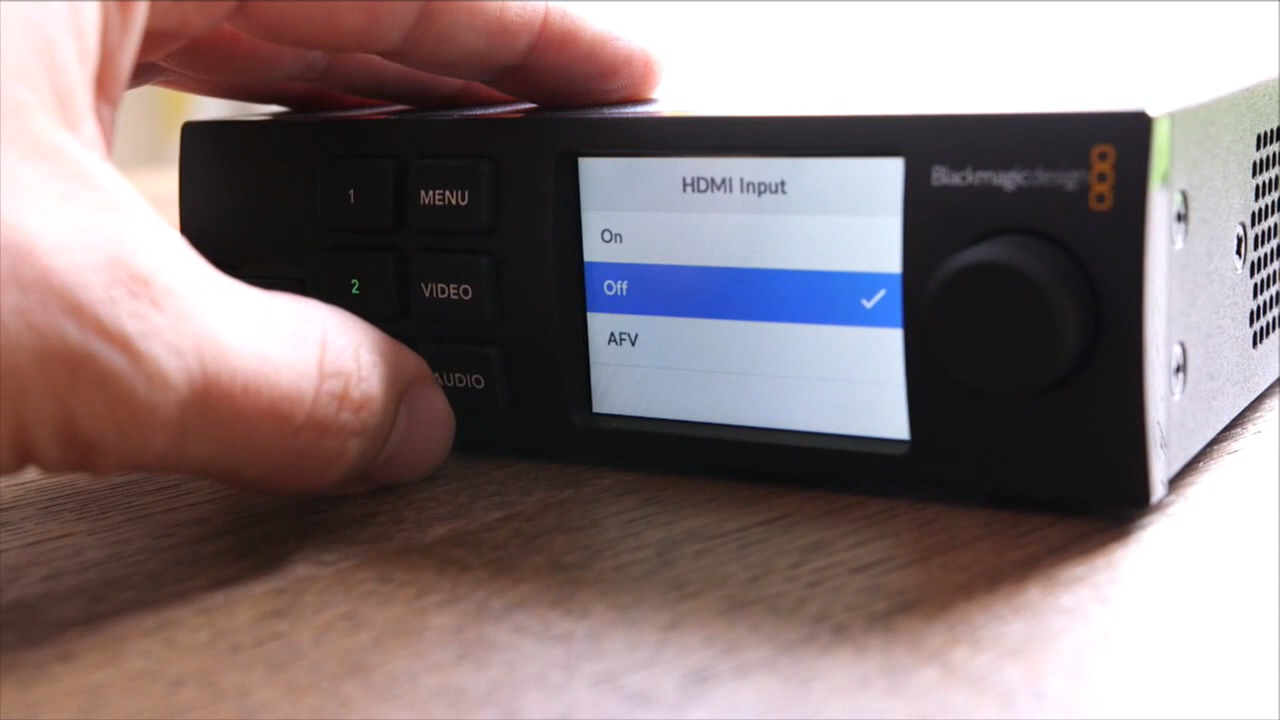 1
MENU
2
VIDEO
AUDIO
HDMI Input
On
Off
AFV
Blackmagicdesign